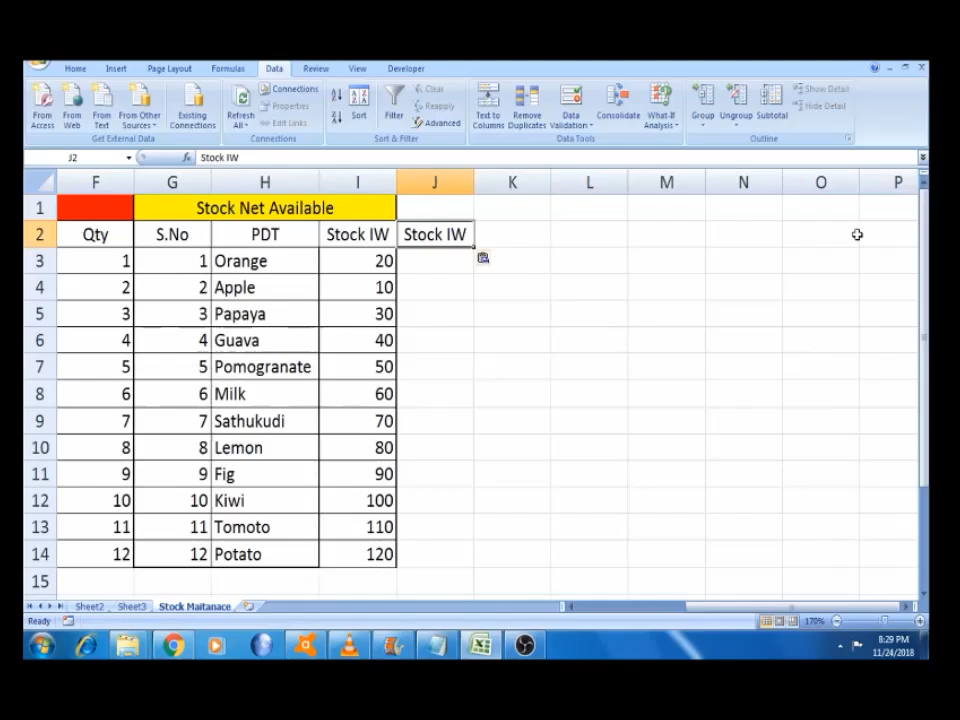 Home Insert Page Layout Formulas Data Review View Developer
From Access From Web From Text From Other Sources Existing Connections Refresh All Connections Properties Edit Links Sort Filter Clear Reapply Advanced Text to Columns Remove Duplicates Data Validation Consolidate What-If Analysis Group Ungroup Subtotal Show Detail Hide Detail
Get External Data Connections Sort & Filter Data Tools Outline
J2 fx Stock IW
F G H I J K L M N O P
1 Stock Net Available
2 Qty S.No PDT Stock IW Stock IW
3 1 1 Orange 20
4 2 2 Apple 10
5 3 3 Papaya 30
6 4 4 Guava 40
7 5 5 Pomogranate 50
8 6 6 Milk 60
9 7 7 Sathukudi 70
10 8 8 Lemon 80
11 9 9 Fig 90
12 10 10 Kiwi 100
13 11 11 Tomoto 110
14 12 12 Potato 120
15
Sheet2 Sheet3 Stock Maitanace
Ready 170%
8:29 PM
11/24/2018